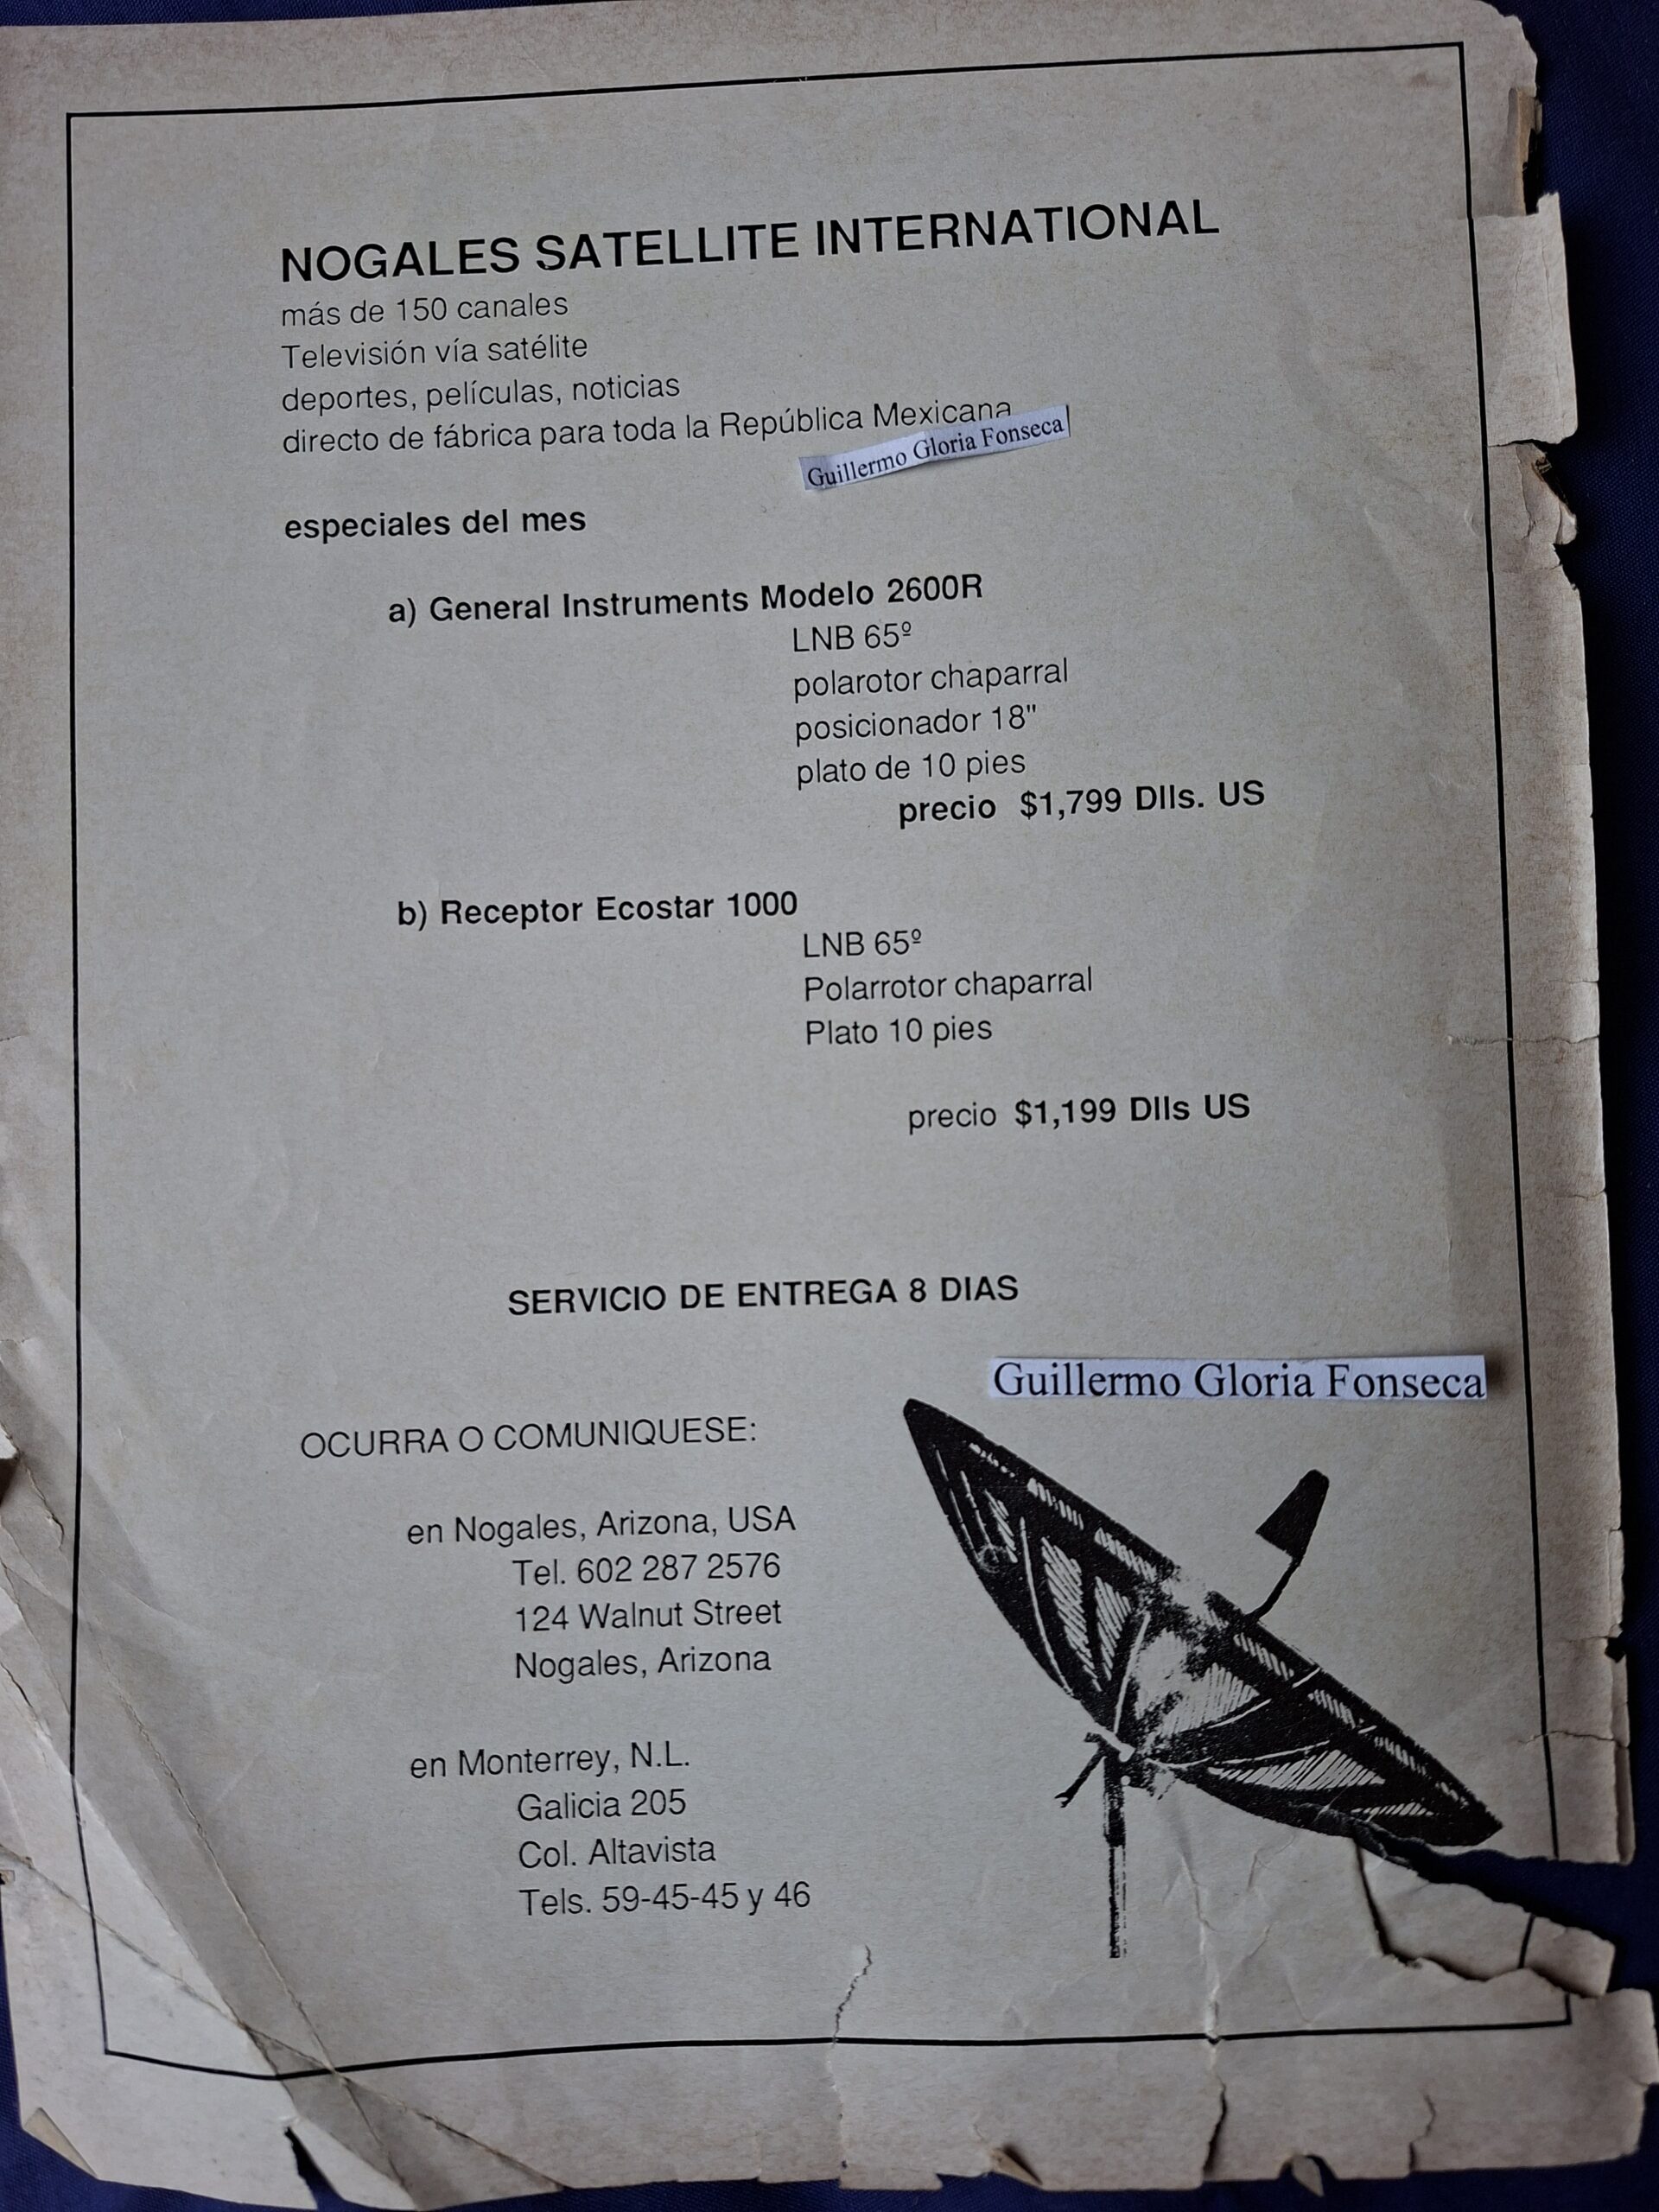 NOGALES SATELLITE INTERNATIONAL
más de 150 canales
Televisión vía satélite
deportes, películas, noticias
directo de fábrica para toda la República Mexicana
Guillermo Gloria Fonseca
especiales del mes
a) General Instruments Modelo 2600R
LNB 65º
polarotor chaparral
posicionador 18"
plato de 10 pies
precio $1,799 Dlls. US
b) Receptor Ecostar 1000
LNB 65º
Polarrotor chaparral
Plato 10 pies
precio $1,199 Dlls US
SERVICIO DE ENTREGA 8 DIAS
Guillermo Gloria Fonseca
OCURRA O COMUNIQUESE:
en Nogales, Arizona, USA
Tel. 602 287 2576
124 Walnut Street
Nogales, Arizona
en Monterrey, N.L.
Galicia 205
Col. Altavista
Tels. 59-45-45 y 46